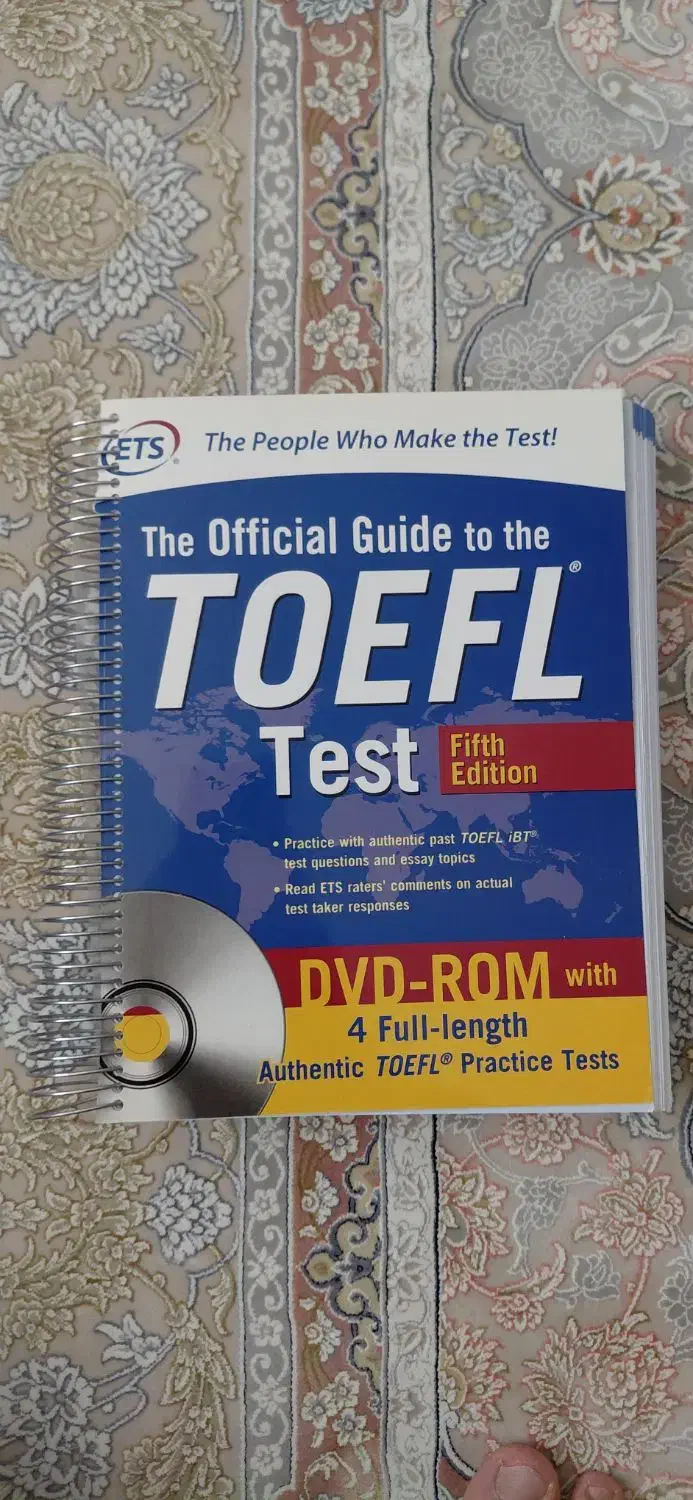 ETS®
The People Who Make the Test!
The Official Guide to the
TOEFL®
Test
Fifth
Edition
• Practice with authentic past TOEFL iBT®
test questions and essay topics
• Read ETS raters' comments on actual
test taker responses
DVD-ROM with
4 Full-length
Authentic TOEFL® Practice Tests